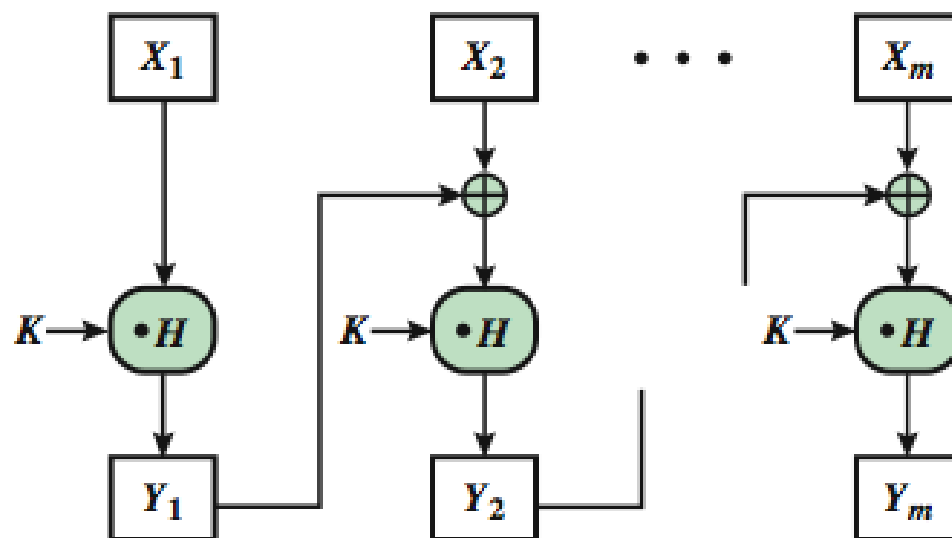 X1 X2 • • • Xm
K • H K • H K • H
Y1 Y2 Ym